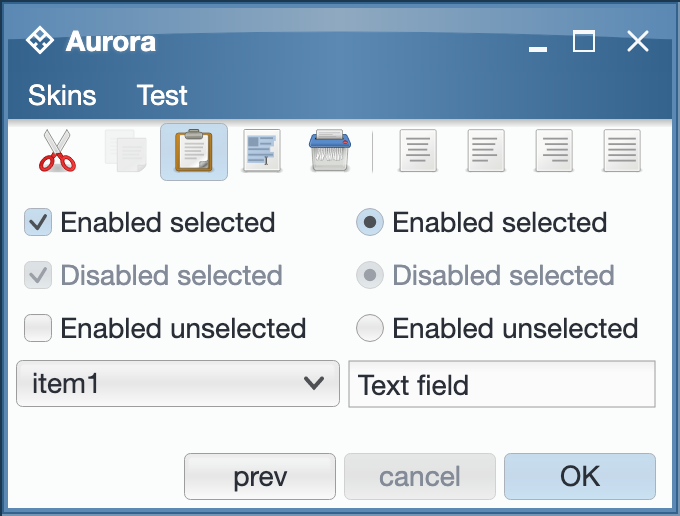 Aurora
Skins Test
Enabled selected Enabled selected
Disabled selected Disabled selected
Enabled unselected Enabled unselected
item1 Text field
prev cancel OK